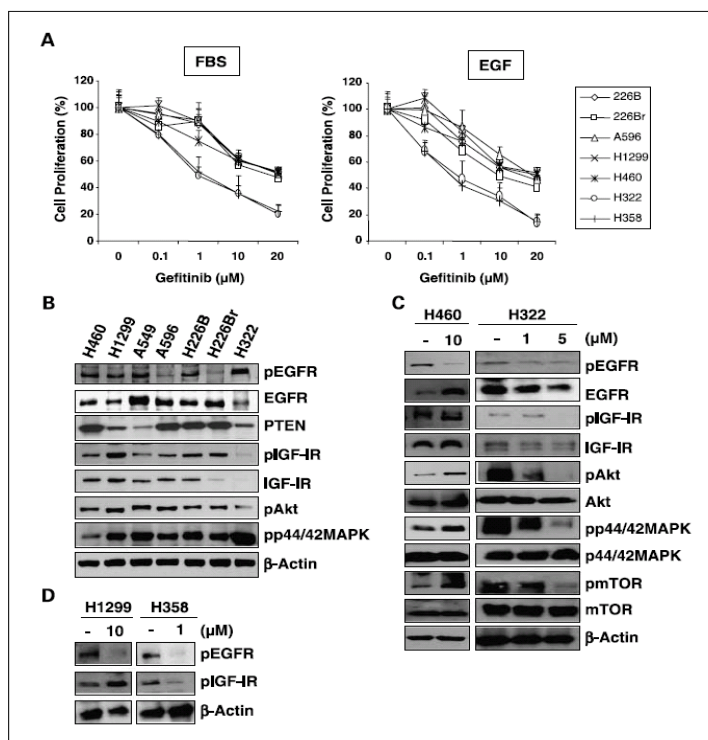 A
FBS
EGF
Cell Proliferation (%)
120
100
80
60
40
20
0
0 0.1 1 10 20
Gefitinib (µM)
Cell Proliferation (%)
120
100
80
60
40
20
0
0 0.1 1 10 20
Gefitinib (µM)
226B
226Br
A596
H1299
H460
H322
H358
B
H460 H1299 A549 A596 H226B H226Br H322
pEGFR
EGFR
PTEN
pIGF-IR
IGF-IR
pAkt
pp44/42MAPK
β-Actin
C
H460 H322
- 10 - 1 5 (µM)
pEGFR
EGFR
pIGF-IR
IGF-IR
pAkt
Akt
pp44/42MAPK
p44/42MAPK
pmTOR
mTOR
β-Actin
D
H1299 H358
- 10 - 1 (µM)
pEGFR
pIGF-IR
β-Actin